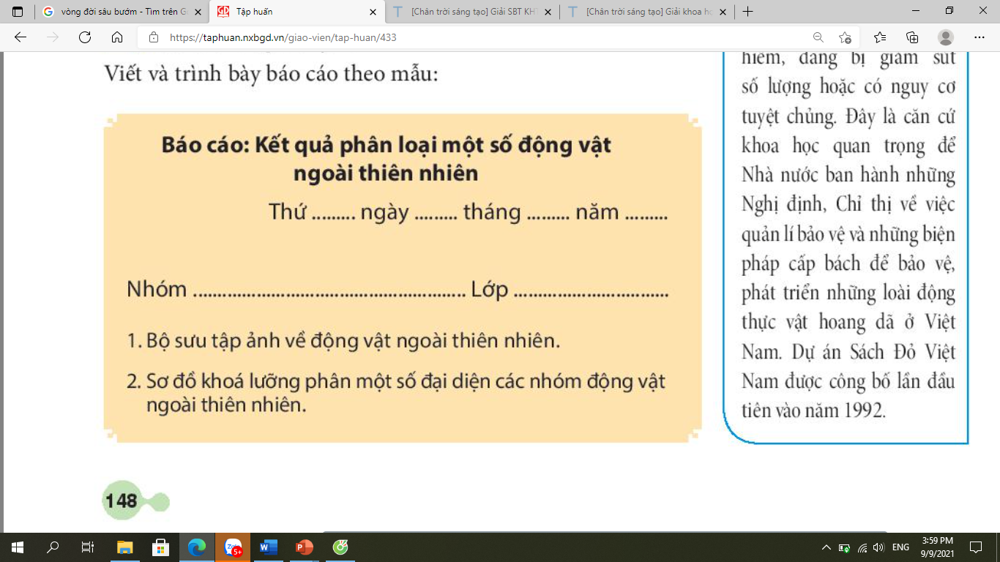 vòng đời sâu bướm - Tìm trên G
Tập huấn
[Chân trời sáng tạo] Giải SBT KH
[Chân trời sáng tạo] Giải khoa h
https://taphuan.nxbgd.vn/giao-vien/tap-huan/433
Viết và trình bày báo cáo theo mẫu:
Báo cáo: Kết quả phân loại một số động vật
ngoài thiên nhiên
Thứ ......... ngày ......... tháng ......... năm .........
Nhóm ........................................................ Lớp ................................
1. Bộ sưu tập ảnh về động vật ngoài thiên nhiên.
2. Sơ đồ khoá lưỡng phân một số đại diện các nhóm động vật
ngoài thiên nhiên.
148
hiếm, đang bị giảm sút
số lượng hoặc có nguy cơ
tuyệt chủng. Đây là căn cứ
khoa học quan trọng để
Nhà nước ban hành những
Nghị định, Chỉ thị về việc
quản lí bảo vệ và những biện
pháp cấp bách để bảo vệ,
phát triển những loài động
thực vật hoang dã ở Việt
Nam. Dự án Sách Đỏ Việt
Nam được công bố lần đầu
tiên vào năm 1992.
5+
ENG
3:59 PM
9/9/2021